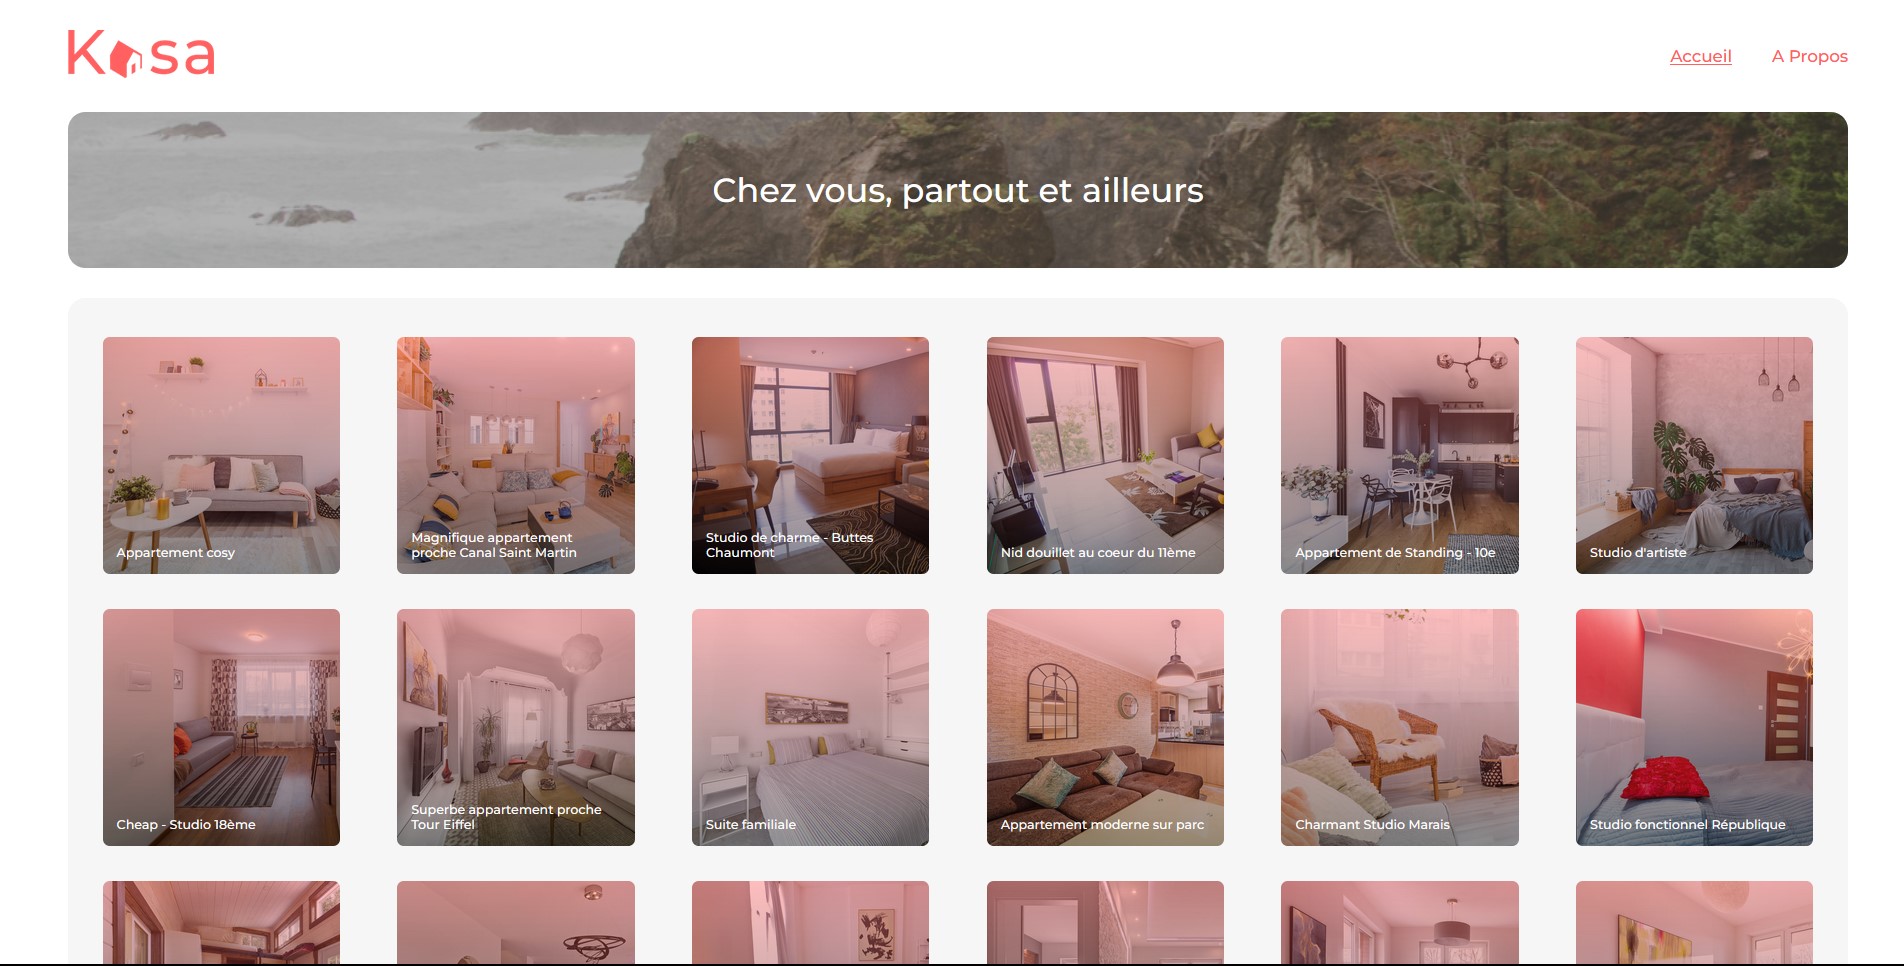 Kasa
Accueil
A Propos
Chez vous, partout et ailleurs
Appartement cosy
Magnifique appartement
proche Canal Saint Martin
Studio de charme - Buttes
Chaumont
Nid douillet au coeur du 11ème
Appartement de Standing - 10e
Studio d'artiste
Cheap - Studio 18ème
Superbe appartement proche
Tour Eiffel
Suite familiale
Appartement moderne sur parc
Charmant Studio Marais
Studio fonctionnel République